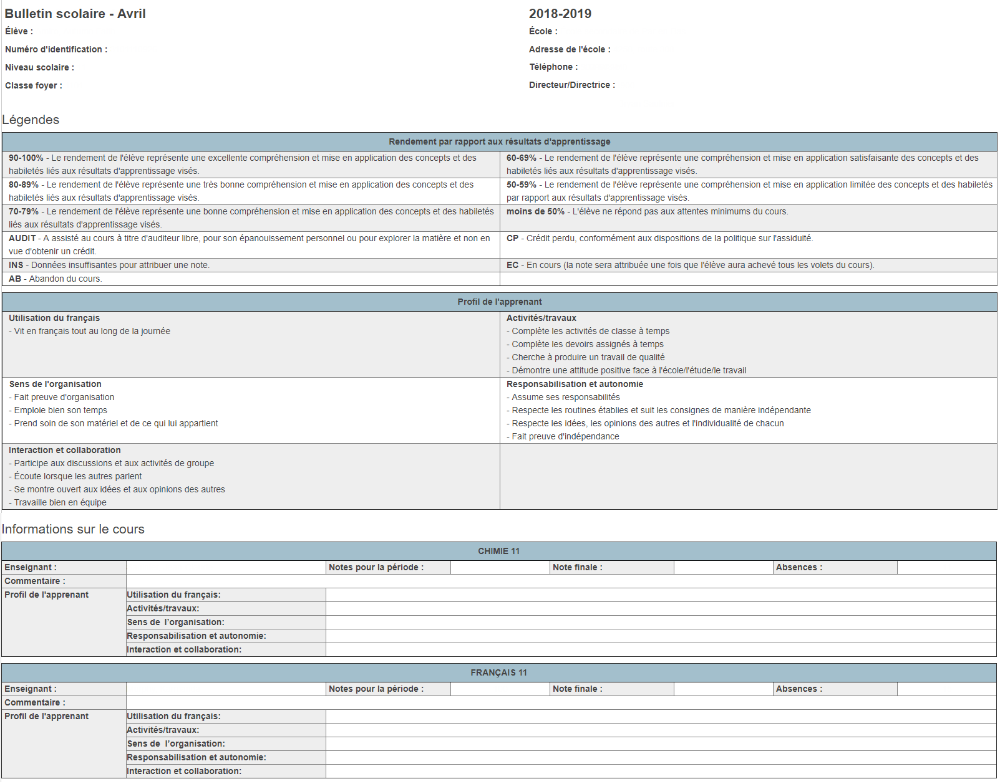 Bulletin scolaire - Avril
2018-2019
Élève :
École :
Numéro d'identification :
Adresse de l'école :
Niveau scolaire :
Téléphone :
Classe foyer :
Directeur/Directrice :
Légendes
Rendement par rapport aux résultats d'apprentissage
90-100% - Le rendement de l'élève représente une excellente compréhension et mise en application des concepts et des
habiletés liés aux résultats d'apprentissage visés.
60-69% - Le rendement de l'élève représente une compréhension et mise en application satisfaisante des concepts et des
habiletés liés aux résultats d'apprentissage visés.
80-89% - Le rendement de l'élève représente une très bonne compréhension et mise en application des concepts et des
habiletés liés aux résultats d'apprentissage visés.
50-59% - Le rendement de l'élève représente une compréhension et mise en application limitée des concepts et des habiletés
par rapport aux résultats d'apprentissage visés.
70-79% - Le rendement de l'élève représente une bonne compréhension et mise en application des concepts et des habiletés
liés aux résultats d'apprentissage visés.
moins de 50% - L'élève ne répond pas aux attentes minimums du cours.
AUDIT - A assisté au cours à titre d'auditeur libre, pour son épanouissement personnel ou pour explorer la matière et non en
vue d'obtenir un crédit.
CP - Crédit perdu, conformément aux dispositions de la politique sur l'assiduité.
INS - Données insuffisantes pour attribuer une note.
EC - En cours (la note sera attribuée une fois que l'élève aura achevé tous les volets du cours).
AB - Abandon du cours.
Profil de l'apprenant
Utilisation du français
- Vit en français tout au long de la journée
Activités/travaux
- Complète les activités de classe à temps
- Complète les devoirs assignés à temps
- Cherche à produire un travail de qualité
- Démontre une attitude positive face à l'école/l'étude/le travail
Sens de l'organisation
- Fait preuve d'organisation
- Emploie bien son temps
- Prend soin de son matériel et de ce qui lui appartient
Responsabilisation et autonomie
- Assume ses responsabilités
- Respecte les routines établies et suit les consignes de manière indépendante
- Respecte les idées, les opinions des autres et l'individualité de chacun
- Fait preuve d'indépendance
Interaction et collaboration
- Participe aux discussions et aux activités de groupe
- Écoute lorsque les autres parlent
- Se montre ouvert aux idées et aux opinions des autres
- Travaille bien en équipe
Informations sur le cours
CHIMIE 11
Enseignant : Notes pour la période : Note finale : Absences :
Commentaire :
Profil de l'apprenant Utilisation du français:
Activités/travaux:
Sens de l’organisation:
Responsabilisation et autonomie:
Interaction et collaboration:
FRANÇAIS 11
Enseignant : Notes pour la période : Note finale : Absences :
Commentaire :
Profil de l'apprenant Utilisation du français:
Activités/travaux:
Sens de l’organisation:
Responsabilisation et autonomie:
Interaction et collaboration: